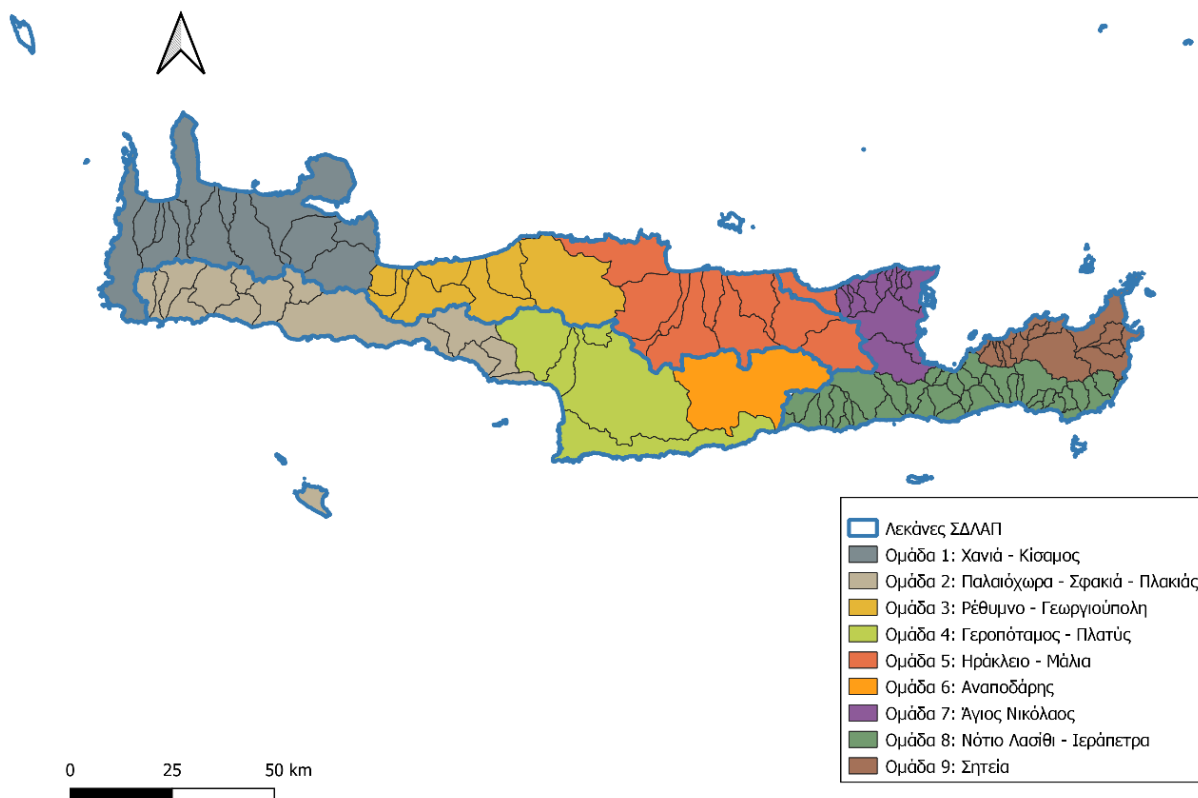 Λεκάνες ΣΔΛΑΠ
Ομάδα 1: Χανιά - Κίσαμος
Ομάδα 2: Παλαιόχωρα - Σφακιά - Πλακιάς
Ομάδα 3: Ρέθυμνο - Γεωργιούπολη
Ομάδα 4: Γεροπόταμος - Πλατύς
Ομάδα 5: Ηράκλειο - Μάλια
Ομάδα 6: Αναποδάρης
Ομάδα 7: Άγιος Νικόλαος
Ομάδα 8: Νότιο Λασίθι - Ιεράπετρα
Ομάδα 9: Σητεία
0 25 50 km